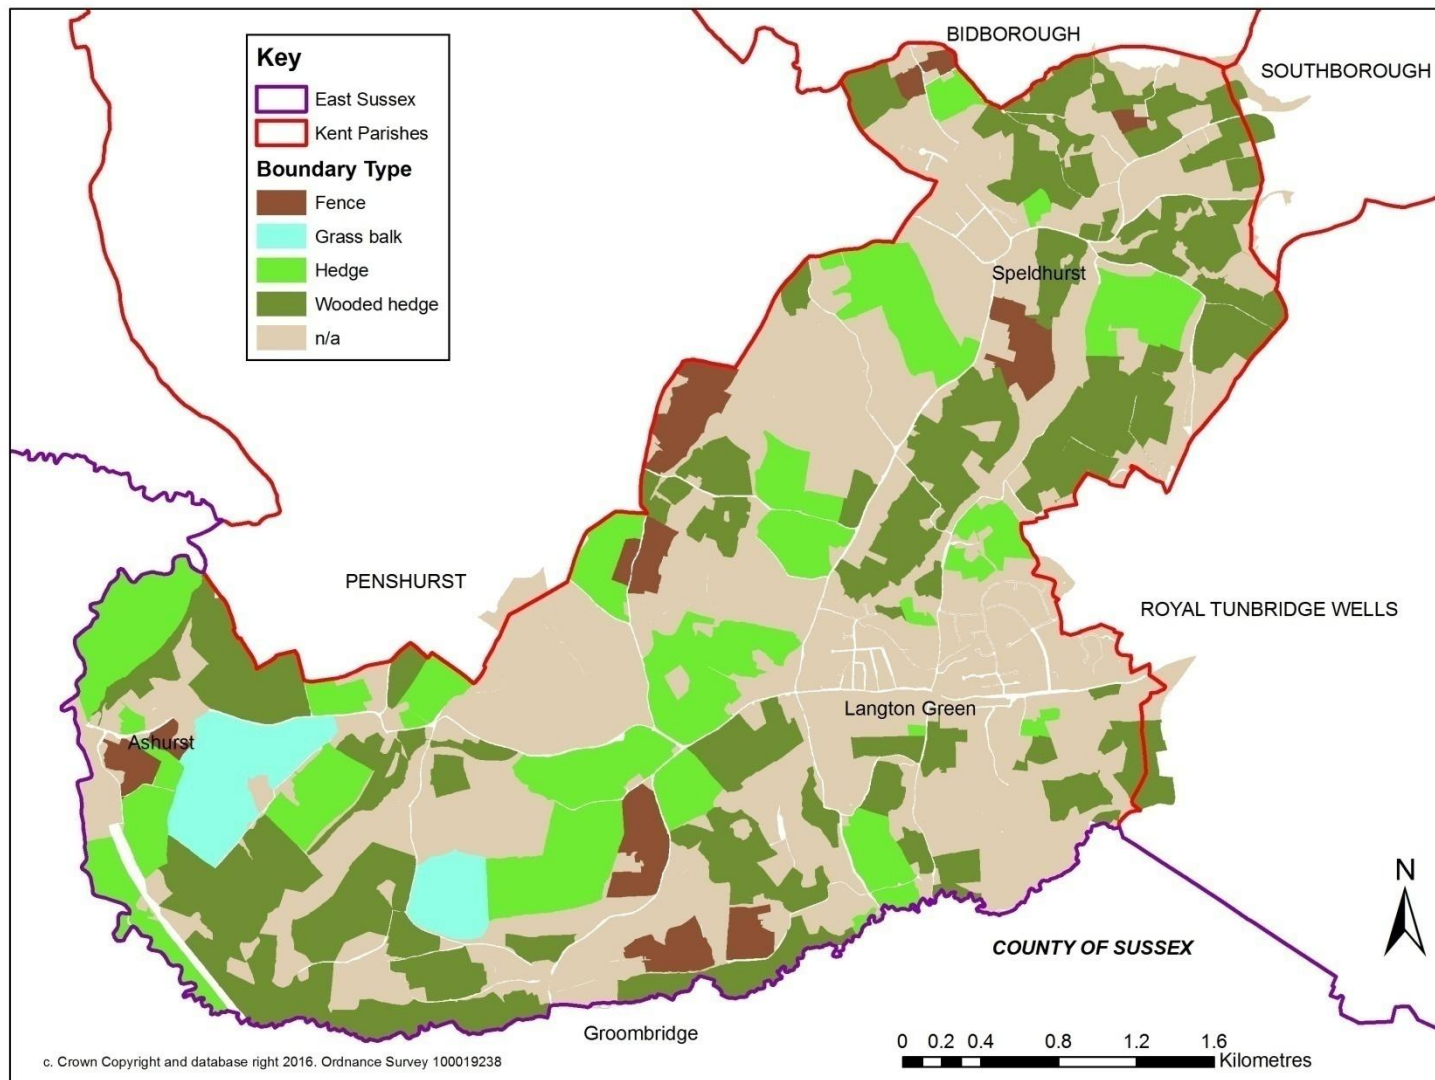 BIDBOROUGH
SOUTHBOROUGH
Key
East Sussex
Kent Parishes
Boundary Type
Fence
Grass balk
Hedge
Wooded hedge
n/a
Speldhurst
PENSHURST
ROYAL TUNBRIDGE WELLS
Langton Green
Ashurst
N
COUNTY OF SUSSEX
Groombridge
0 0.2 0.4 0.8 1.2 1.6
Kilometres
c. Crown Copyright and database right 2016. Ordnance Survey 100019238